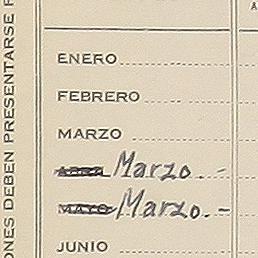 ONES DEBEN PRESENTARSE
A
ENERO
FEBRERO
MARZO
ABRIL Marzo. -
MAYO Marzo. -
JUNIO